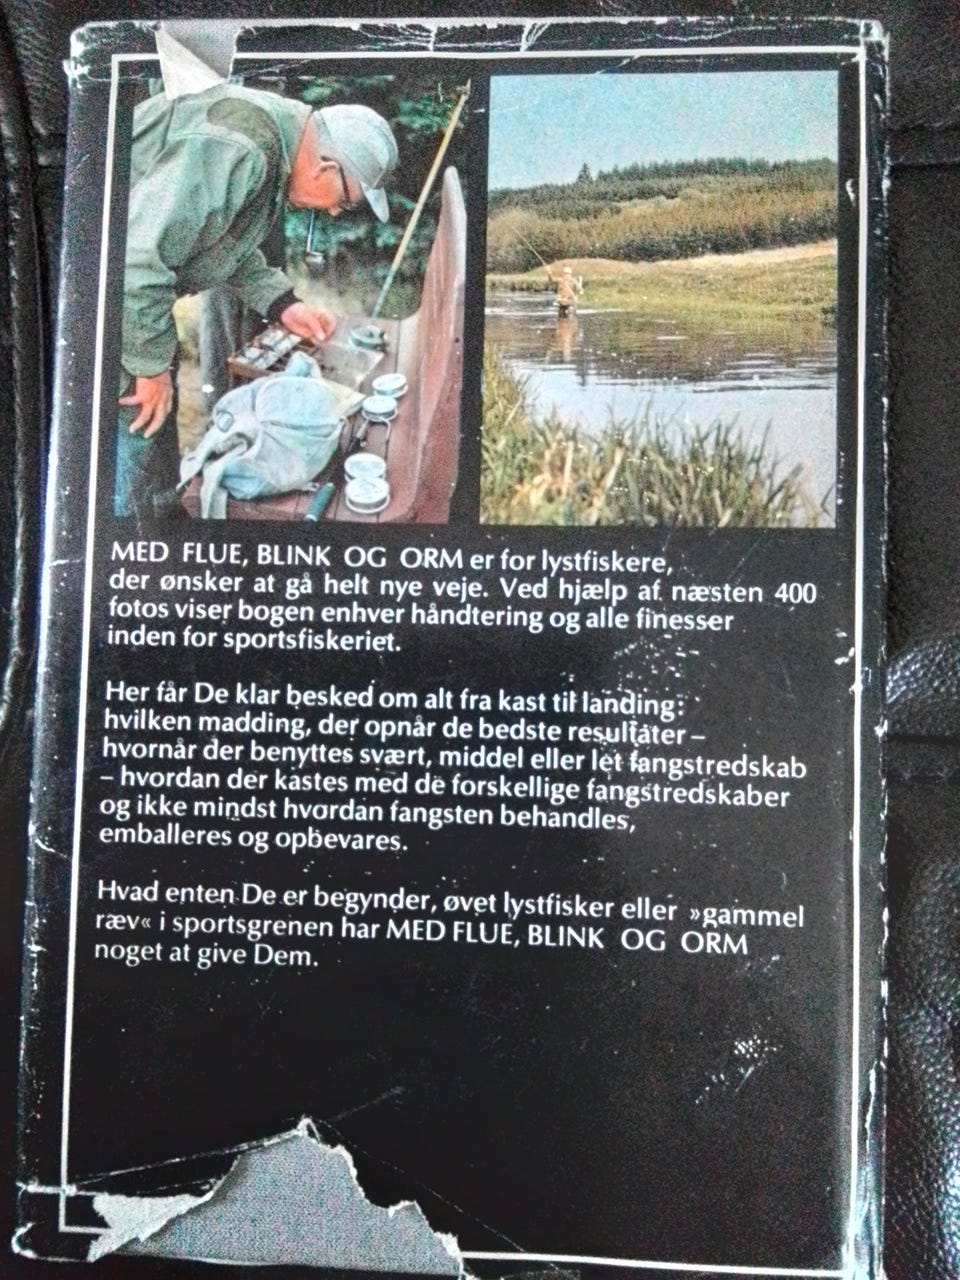 MED FLUE, BLINK OG ORM er for lystfiskere,
der ønsker at gå helt nye veje. Ved hjælp af næsten 400
fotos viser bogen enhver håndtering og alle finesser
inden for sportsfiskeriet.
Her får De klar besked om alt fra kast til landing:
hvilken madding, der opnår de bedste resultater –
hvornår der benyttes svært, middel eller let fangstredskab
– hvordan der kastes med de forskellige fangstredskaber
og ikke mindst hvordan fangsten behandles,
emballeres og opbevares.
Hvad enten De er begynder, øvet lystfisker eller »gammel
ræv« i sportsgrenen har MED FLUE, BLINK OG ORM
noget at give Dem.